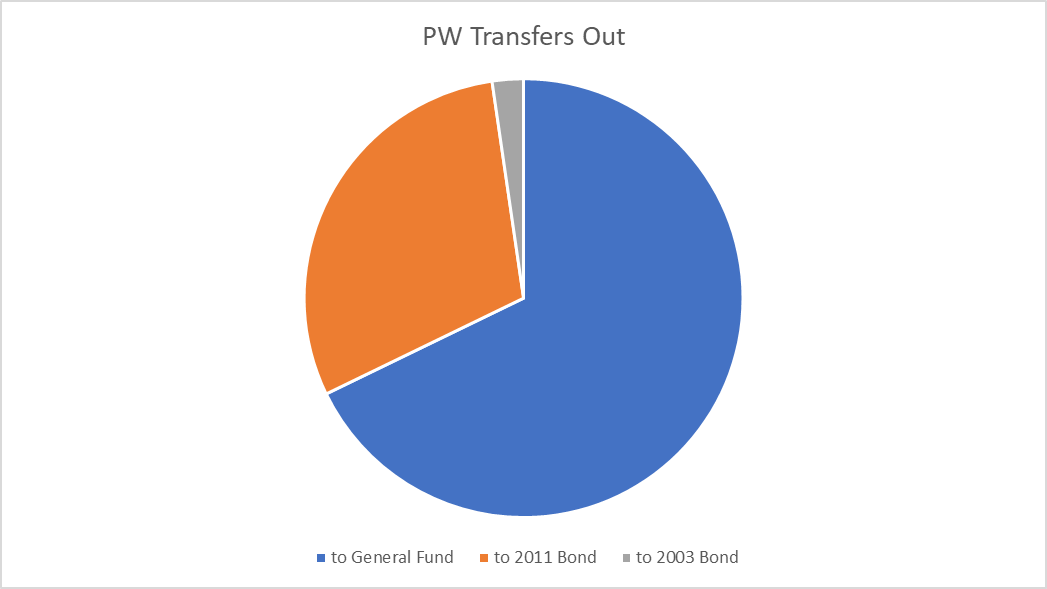 PW Transfers Out
to General Fund
to 2011 Bond
to 2003 Bond